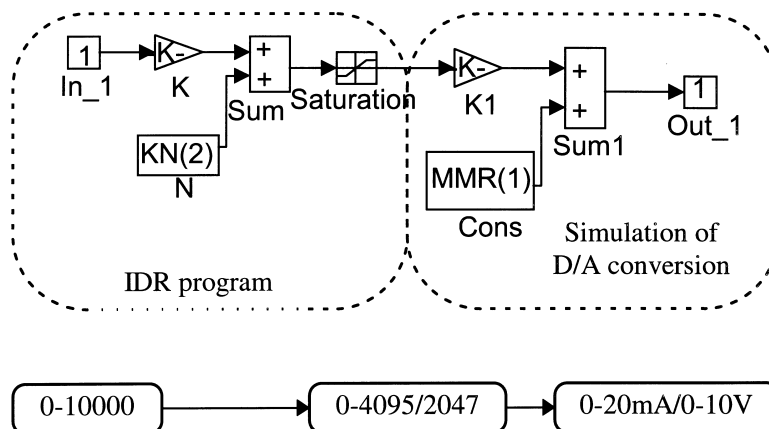 1
In_1
K-
K
+
+
Sum
KN(2)
N
Saturation
K-
K1
+
+
Sum1
MMR(1)
Cons
1
Out_1
IDR program
Simulation of
D/A conversion
0-10000
0-4095/2047
0-20mA/0-10V